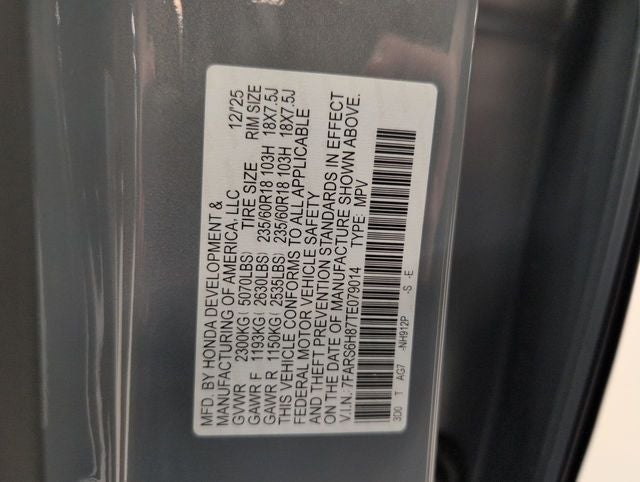 MFD. BY HONDA DEVELOPMENT &
MANUFACTURING OF AMERICA, LLC 12/'25
GVWR 2300KG ( 5070LBS) TIRE SIZE RIM SIZE
GAWR F 1193KG ( 2630LBS) 235/60R18 103H 18X7.5J
GAWR R 1150KG ( 2535LBS) 235/60R18 103H 18X7.5J
THIS VEHICLE CONFORMS TO ALL APPLICABLE
FEDERAL MOTOR VEHICLE SAFETY
AND THEFT PREVENTION STANDARDS IN EFFECT
ON THE DATE OF MANUFACTURE SHOWN ABOVE.
V.I.N.: 7FARS6H87TE079014 TYPE: MPV
3D0 T AG7 -NH912P -S -E